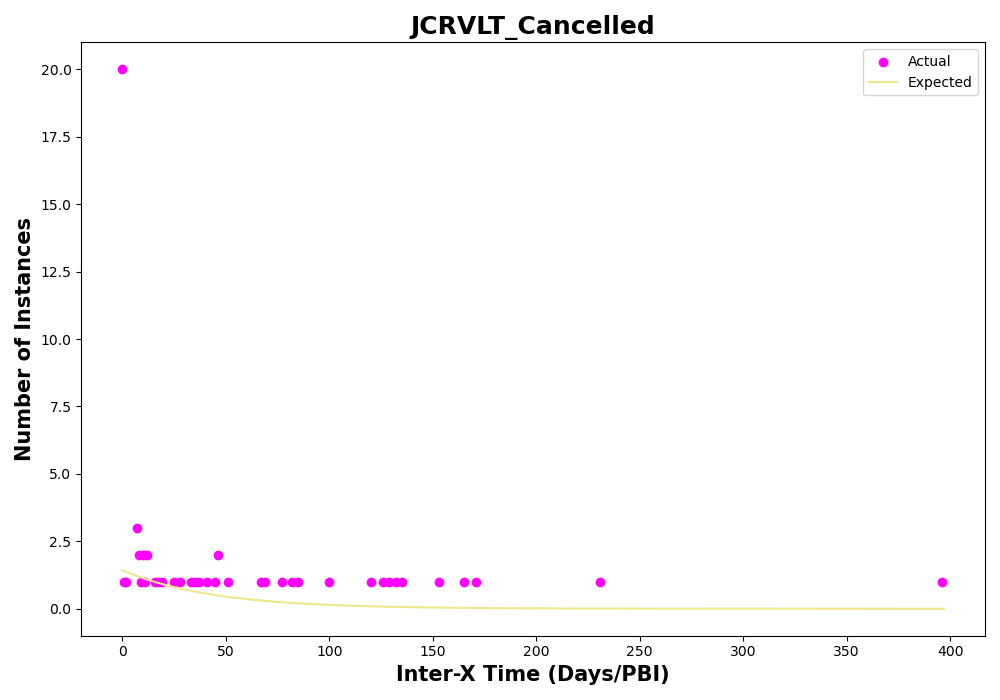 JCRVLT_Cancelled
Actual
Expected
20.0
17.5
15.0
12.5
10.0
7.5
5.0
2.5
0.0
Number of Instances
0 50 100 150 200 250 300 350 400
Inter-X Time (Days/PBI)